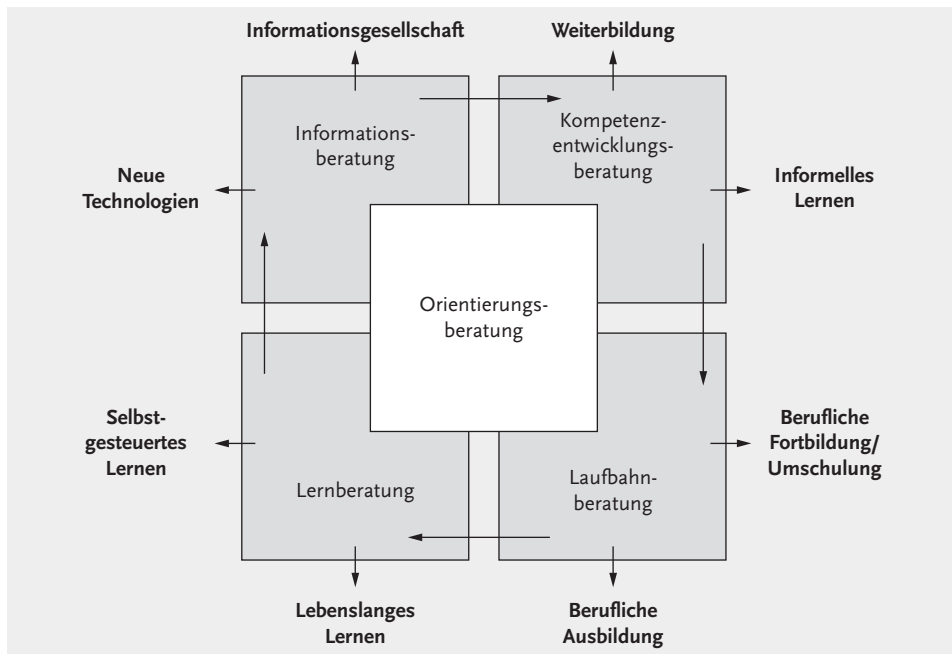 Informationsgesellschaft
Weiterbildung
Informations-
beratung
Kompetenz-
entwicklungs-
beratung
Neue
Technologien
Informelles
Lernen
Orientierungs-
beratung
Selbst-
gesteuertes
Lernen
Berufliche
Fortbildung/
Umschulung
Lernberatung
Laufbahn-
beratung
Lebenslanges
Lernen
Berufliche
Ausbildung